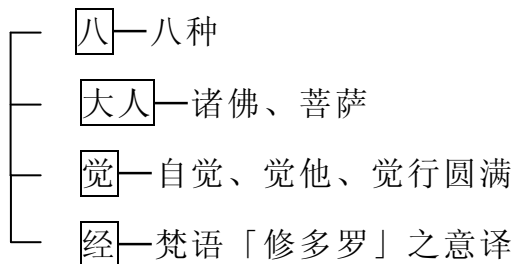 八—八种
大人—诸佛、菩萨
觉—自觉、觉他、觉行圆满
经—梵语「修多罗」之意译